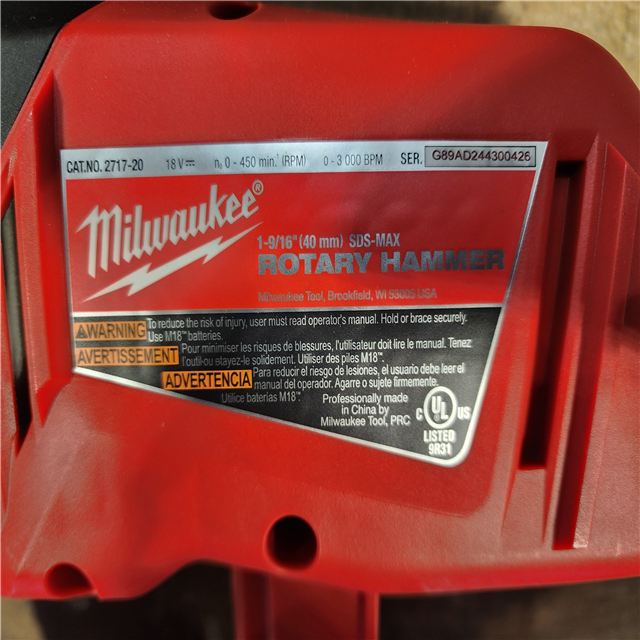 CAT.NO. 2717-20 18V⎓ n₀ 0 - 450 min.⁻¹ (RPM) 0 - 3 000 BPM SER. G89AD244300426
Milwaukee®
1-9/16" (40 mm) SDS-MAX
ROTARY HAMMER
Milwaukee Tool, Brookfield, WI 53005 USA
WARNING To reduce the risk of injury, user must read operator's manual. Hold or brace securely.
Use M18™ batteries.
AVERTISSEMENT Pour minimiser les risques de blessures, l'utilisateur doit lire le manual. Tenez
l'outil ou étayez-le solidement. Utiliser des piles M18™.
ADVERTENCIA Para reducir el riesgo de lesiones, el usuario debe leer el
manual del operador. Agarre o sujete firmemente.
Utilice baterías M18™.
Professionally made
in China by
Milwaukee Tool, PRC
C UL US
LISTED
9R31